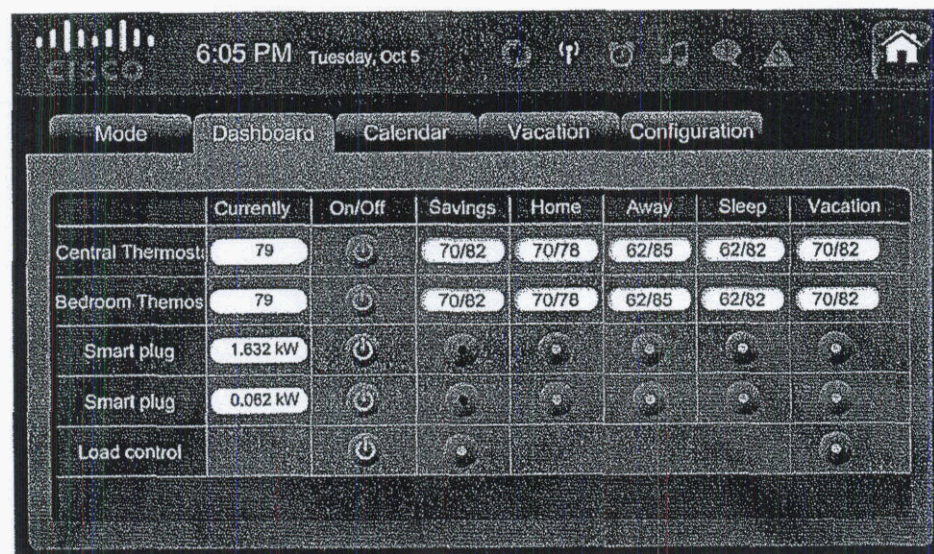 CISCO 6:05 PM Tuesday, Oct 5
Mode Dashboard Calendar Vacation Configuration
Currently On/Off Savings Home Away Sleep Vacation
Central Thermosta 79 70/82 70/78 62/85 62/82 70/82
Bedroom Themos 79 70/82 70/78 62/85 62/82 70/82
Smart plug 1.632 kW
Smart plug 0.062 kW
Load control